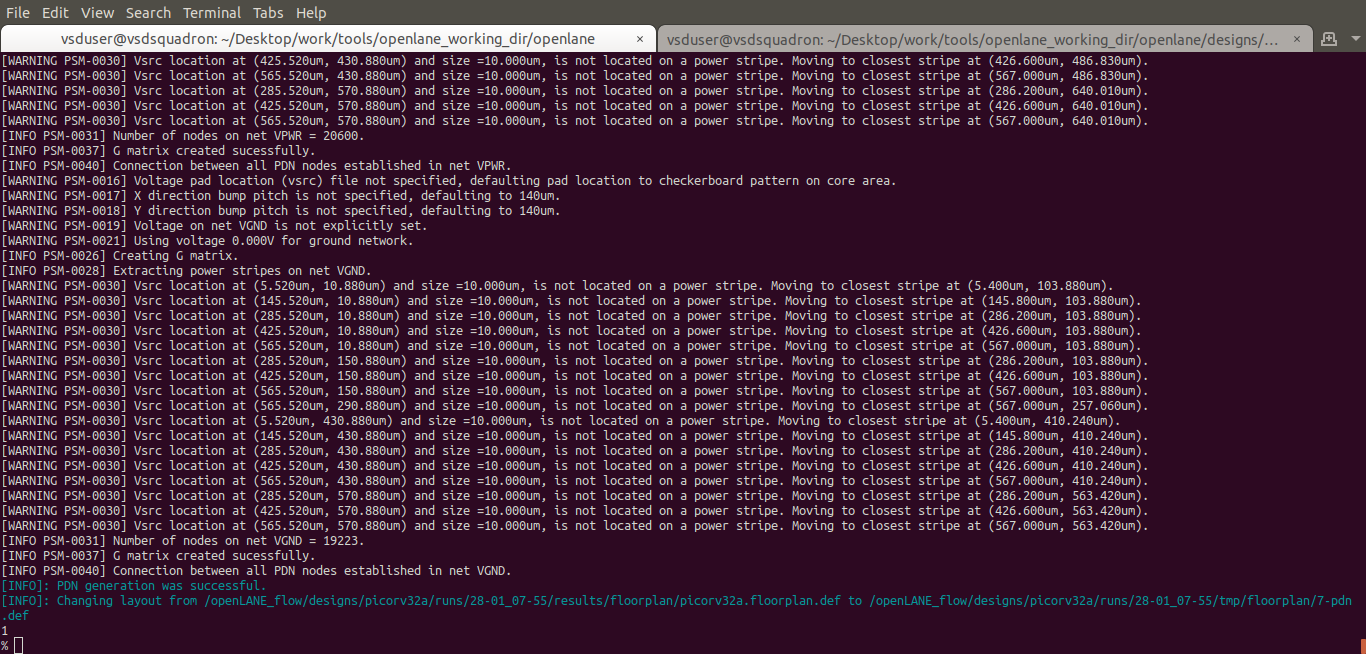 File Edit View Search Terminal Tabs Help
vsduser@vsdsquadron: ~/Desktop/work/tools/openlane_working_dir/openlane × vsduser@vsdsquadron: ~/Desktop/work/tools/openlane_working_dir/openlane/designs/... ×
[WARNING PSM-0030] Vsrc location at (425.520um, 430.880um) and size =10.000um, is not located on a power stripe. Moving to closest stripe at (426.600um, 486.830um).
[WARNING PSM-0030] Vsrc location at (565.520um, 430.880um) and size =10.000um, is not located on a power stripe. Moving to closest stripe at (567.000um, 486.830um).
[WARNING PSM-0030] Vsrc location at (285.520um, 570.880um) and size =10.000um, is not located on a power stripe. Moving to closest stripe at (286.200um, 640.010um).
[WARNING PSM-0030] Vsrc location at (425.520um, 570.880um) and size =10.000um, is not located on a power stripe. Moving to closest stripe at (426.600um, 640.010um).
[WARNING PSM-0030] Vsrc location at (565.520um, 570.880um) and size =10.000um, is not located on a power stripe. Moving to closest stripe at (567.000um, 640.010um).
[INFO PSM-0031] Number of nodes on net VPWR = 20600.
[INFO PSM-0037] G matrix created sucessfully.
[INFO PSM-0040] Connection between all PDN nodes established in net VPWR.
[WARNING PSM-0016] Voltage pad location (vsrc) file not specified, defaulting pad location to checkerboard pattern on core area.
[WARNING PSM-0017] X direction bump pitch is not specified, defaulting to 140um.
[WARNING PSM-0018] Y direction bump pitch is not specified, defaulting to 140um.
[WARNING PSM-0019] Voltage on net VGND is not explicitly set.
[WARNING PSM-0021] Using voltage 0.000V for ground network.
[INFO PSM-0026] Creating G matrix.
[INFO PSM-0028] Extracting power stripes on net VGND.
[WARNING PSM-0030] Vsrc location at (5.520um, 10.880um) and size =10.000um, is not located on a power stripe. Moving to closest stripe at (5.400um, 103.880um).
[WARNING PSM-0030] Vsrc location at (145.520um, 10.880um) and size =10.000um, is not located on a power stripe. Moving to closest stripe at (145.800um, 103.880um).
[WARNING PSM-0030] Vsrc location at (285.520um, 10.880um) and size =10.000um, is not located on a power stripe. Moving to closest stripe at (286.200um, 103.880um).
[WARNING PSM-0030] Vsrc location at (425.520um, 10.880um) and size =10.000um, is not located on a power stripe. Moving to closest stripe at (426.600um, 103.880um).
[WARNING PSM-0030] Vsrc location at (565.520um, 10.880um) and size =10.000um, is not located on a power stripe. Moving to closest stripe at (567.000um, 103.880um).
[WARNING PSM-0030] Vsrc location at (285.520um, 150.880um) and size =10.000um, is not located on a power stripe. Moving to closest stripe at (286.200um, 103.880um).
[WARNING PSM-0030] Vsrc location at (425.520um, 150.880um) and size =10.000um, is not located on a power stripe. Moving to closest stripe at (426.600um, 103.880um).
[WARNING PSM-0030] Vsrc location at (565.520um, 150.880um) and size =10.000um, is not located on a power stripe. Moving to closest stripe at (567.000um, 103.880um).
[WARNING PSM-0030] Vsrc location at (565.520um, 290.880um) and size =10.000um, is not located on a power stripe. Moving to closest stripe at (567.000um, 257.060um).
[WARNING PSM-0030] Vsrc location at (5.520um, 430.880um) and size =10.000um, is not located on a power stripe. Moving to closest stripe at (5.400um, 410.240um).
[WARNING PSM-0030] Vsrc location at (145.520um, 430.880um) and size =10.000um, is not located on a power stripe. Moving to closest stripe at (145.800um, 410.240um).
[WARNING PSM-0030] Vsrc location at (285.520um, 430.880um) and size =10.000um, is not located on a power stripe. Moving to closest stripe at (286.200um, 410.240um).
[WARNING PSM-0030] Vsrc location at (425.520um, 430.880um) and size =10.000um, is not located on a power stripe. Moving to closest stripe at (426.600um, 410.240um).
[WARNING PSM-0030] Vsrc location at (565.520um, 430.880um) and size =10.000um, is not located on a power stripe. Moving to closest stripe at (567.000um, 410.240um).
[WARNING PSM-0030] Vsrc location at (285.520um, 570.880um) and size =10.000um, is not located on a power stripe. Moving to closest stripe at (286.200um, 563.420um).
[WARNING PSM-0030] Vsrc location at (425.520um, 570.880um) and size =10.000um, is not located on a power stripe. Moving to closest stripe at (426.600um, 563.420um).
[WARNING PSM-0030] Vsrc location at (565.520um, 570.880um) and size =10.000um, is not located on a power stripe. Moving to closest stripe at (567.000um, 563.420um).
[INFO PSM-0031] Number of nodes on net VGND = 19223.
[INFO PSM-0037] G matrix created sucessfully.
[INFO PSM-0040] Connection between all PDN nodes established in net VGND.
[INFO]: PDN generation was successful.
[INFO]: Changing layout from /openLANE_flow/designs/picorv32a/runs/28-01_07-55/results/floorplan/picorv32a.floorplan.def to /openLANE_flow/designs/picorv32a/runs/28-01_07-55/tmp/floorplan/7-pdn
.def
1
%